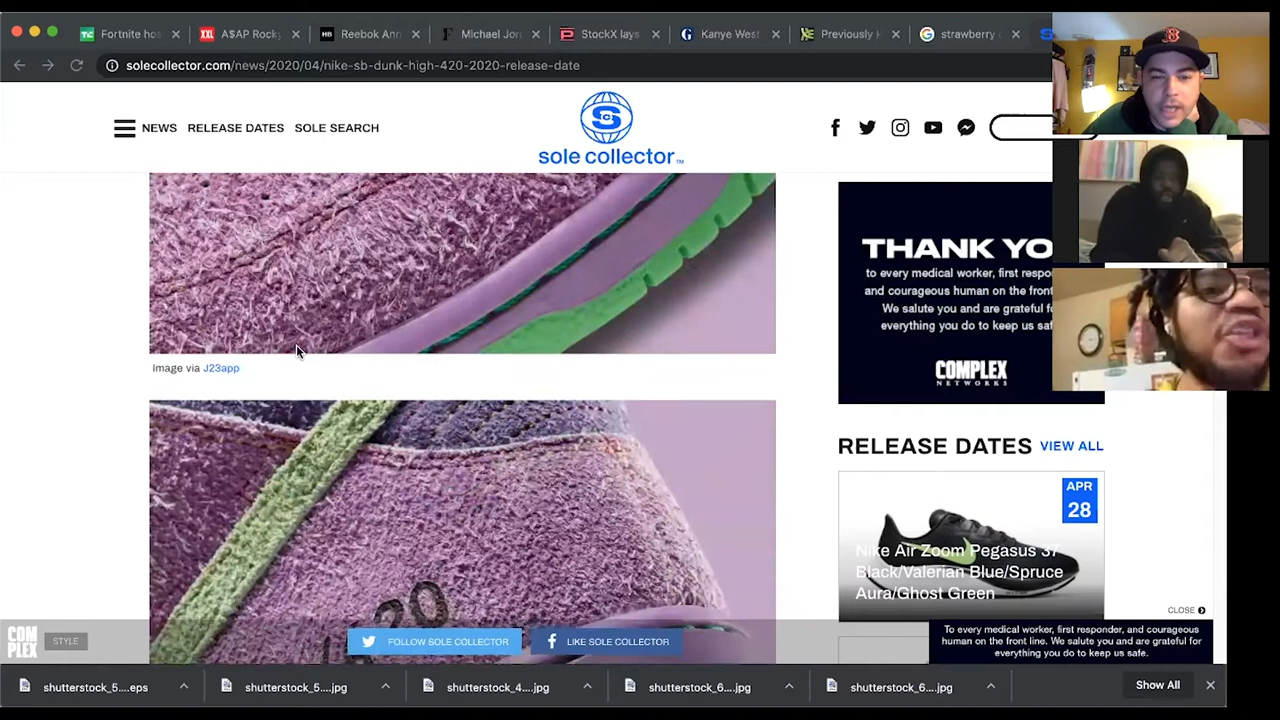 Fortnite hos
A$AP Rocky
Reebok Ann
Michael Jor
StockX lays
Kanye West
Previously H
strawberry c
solecollector.com/news/2020/04/nike-sb-dunk-high-420-2020-release-date
NEWS RELEASE DATES SOLE SEARCH
sole collector™
THANK YO
to every medical worker, first respo
and courageous human on the front
We salute you and are grateful f
everything you do to keep us saf
COMPLEX
NETWORKS
Image via J23app
RELEASE DATES VIEW ALL
APR
28
Nike Air Zoom Pegasus 37
Black/Valerian Blue/Spruce
Aura/Ghost Green
CLOSE
420
COM
PLEX
STYLE
FOLLOW SOLE COLLECTOR
LIKE SOLE COLLECTOR
To every medical worker, first responder, and courageous
human on the front line. We salute you and are grateful for
everything you do to keep us safe.
shutterstock_5....eps
shutterstock_5....jpg
shutterstock_4....jpg
shutterstock_6....jpg
shutterstock_6....jpg
Show All